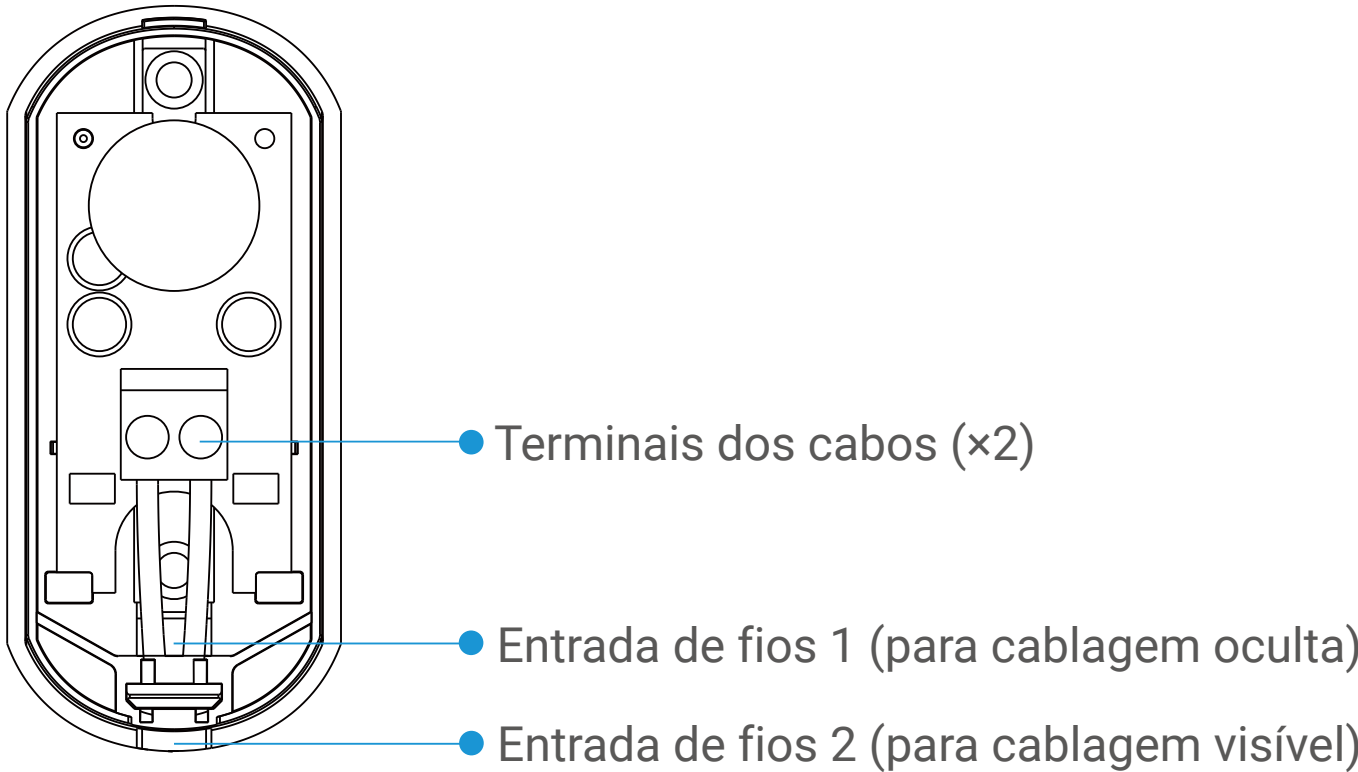 Terminais dos cabos (×2)
Entrada de fios 1 (para cablagem oculta)
Entrada de fios 2 (para cablagem visível)